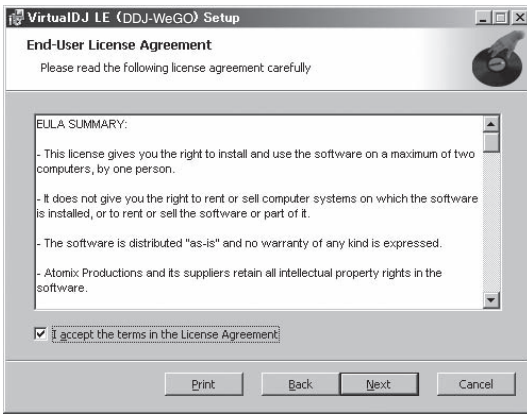 VirtualDJ LE (DDJ-WeGO) Setup
End-User License Agreement
Please read the following license agreement carefully
EULA SUMMARY:
- This license gives you the right to install and use the software on a maximum of two
computers, by one person.
- It does not give you the right to rent or sell computer systems on which the software
is installed, or to rent or sell the software or part of it.
- The software is distributed "as-is" and no warranty of any kind is expressed.
- Atomix Productions and its suppliers retain all intellectual property rights in the
software.
I accept the terms in the License Agreement
Print
Back
Next
Cancel